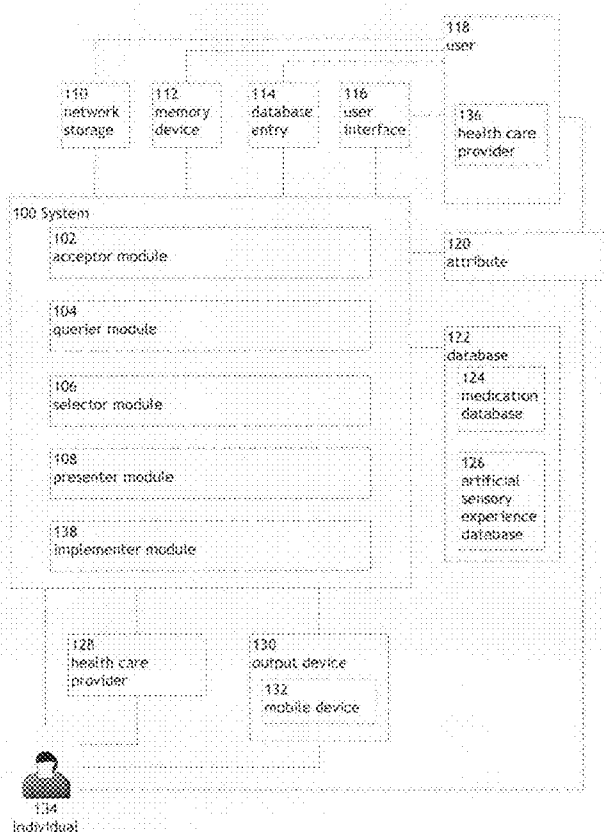 118
user
110
network
storage
112
memory
device
114
database
entry
116
user
interface
136
health care
provider
100 System
102
acceptor module
120
attribute
104
querier module
122
database
124
medication
database
106
selector module
126
artificial
sensory
experience
database
108
presenter module
138
implementer module
128
health care
provider
130
output device
132
mobile device
134
individual